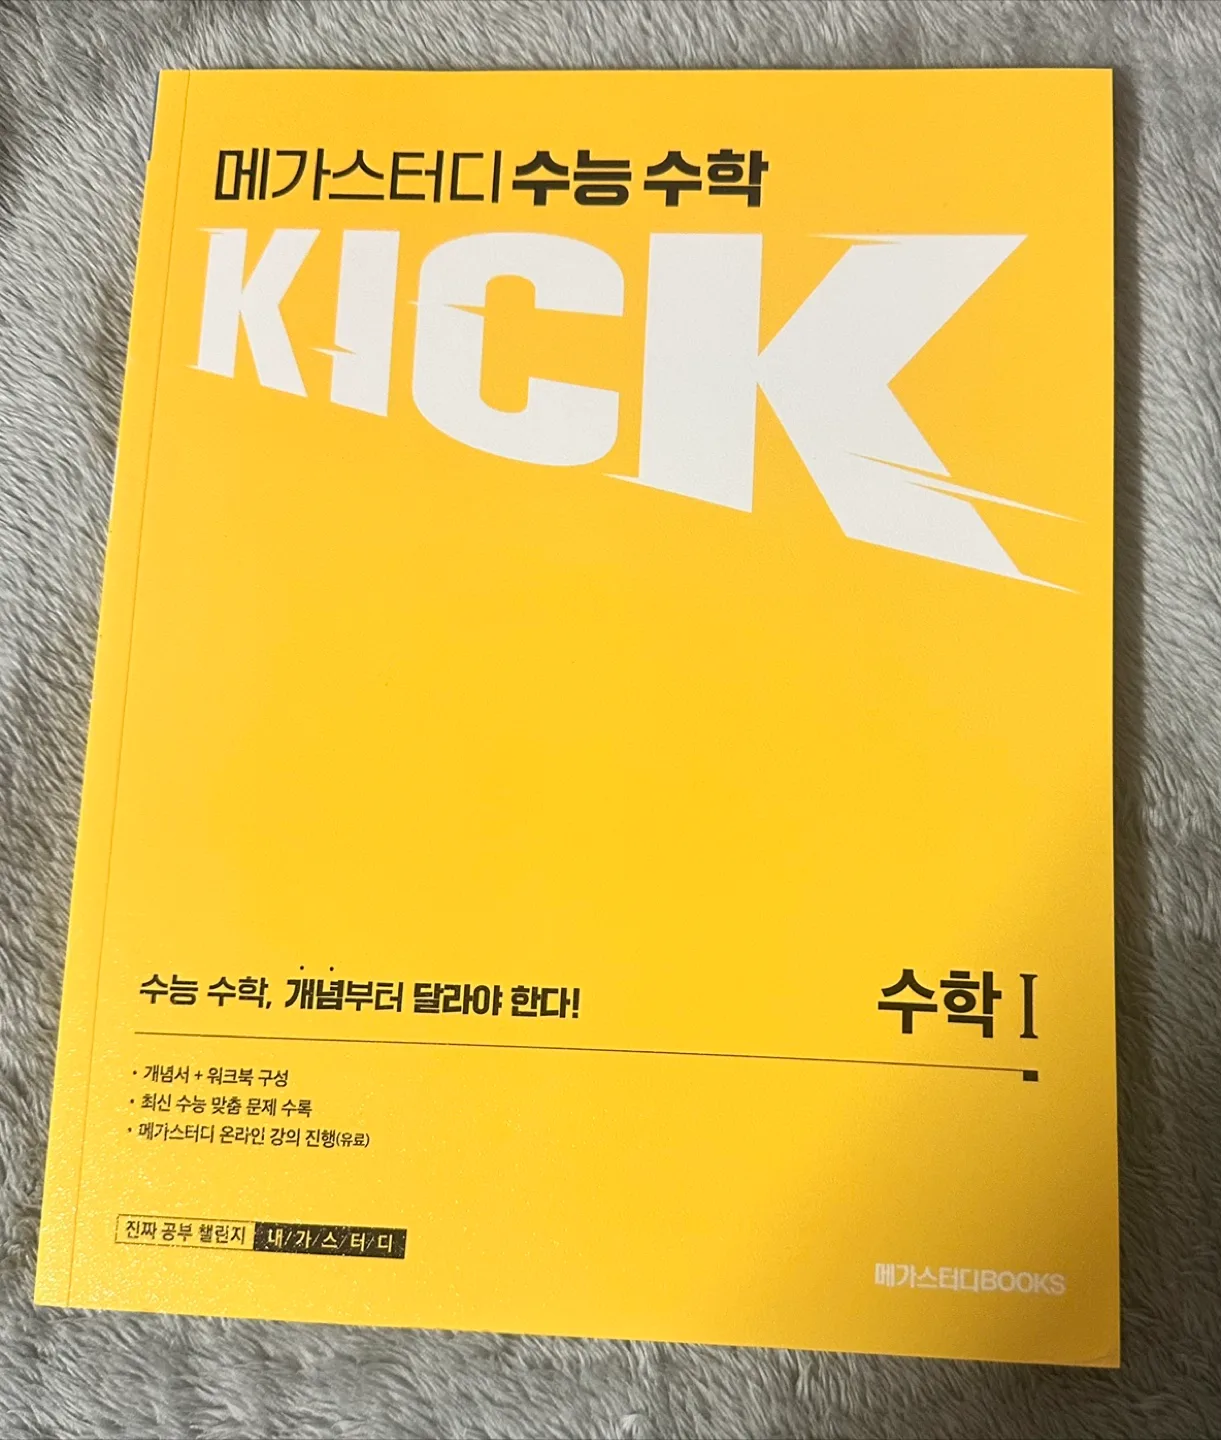 메가스터디 수능 수학
KICK
수능 수학, 개념부터 달라야 한다!
수학 I
• 개념서 + 워크북 구성
• 최신 수능 맞춤 문제 수록
• 메가스터디 온라인 강의 진행(유료)
진짜 공부 챌린지 내/가/스/터/디
메가스터디BOOKS